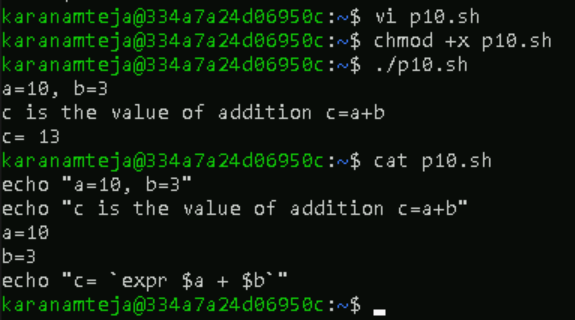 karanamteja@334a7a24d06950c:~$ vi p10.sh
karanamteja@334a7a24d06950c:~$ chmod +x p10.sh
karanamteja@334a7a24d06950c:~$ ./p10.sh
a=10, b=3
c is the value of addition c=a+b
c= 13
karanamteja@334a7a24d06950c:~$ cat p10.sh
echo "a=10, b=3"
echo "c is the value of addition c=a+b"
a=10
b=3
echo "c= `expr $a + $b`"
karanamteja@334a7a24d06950c:~$